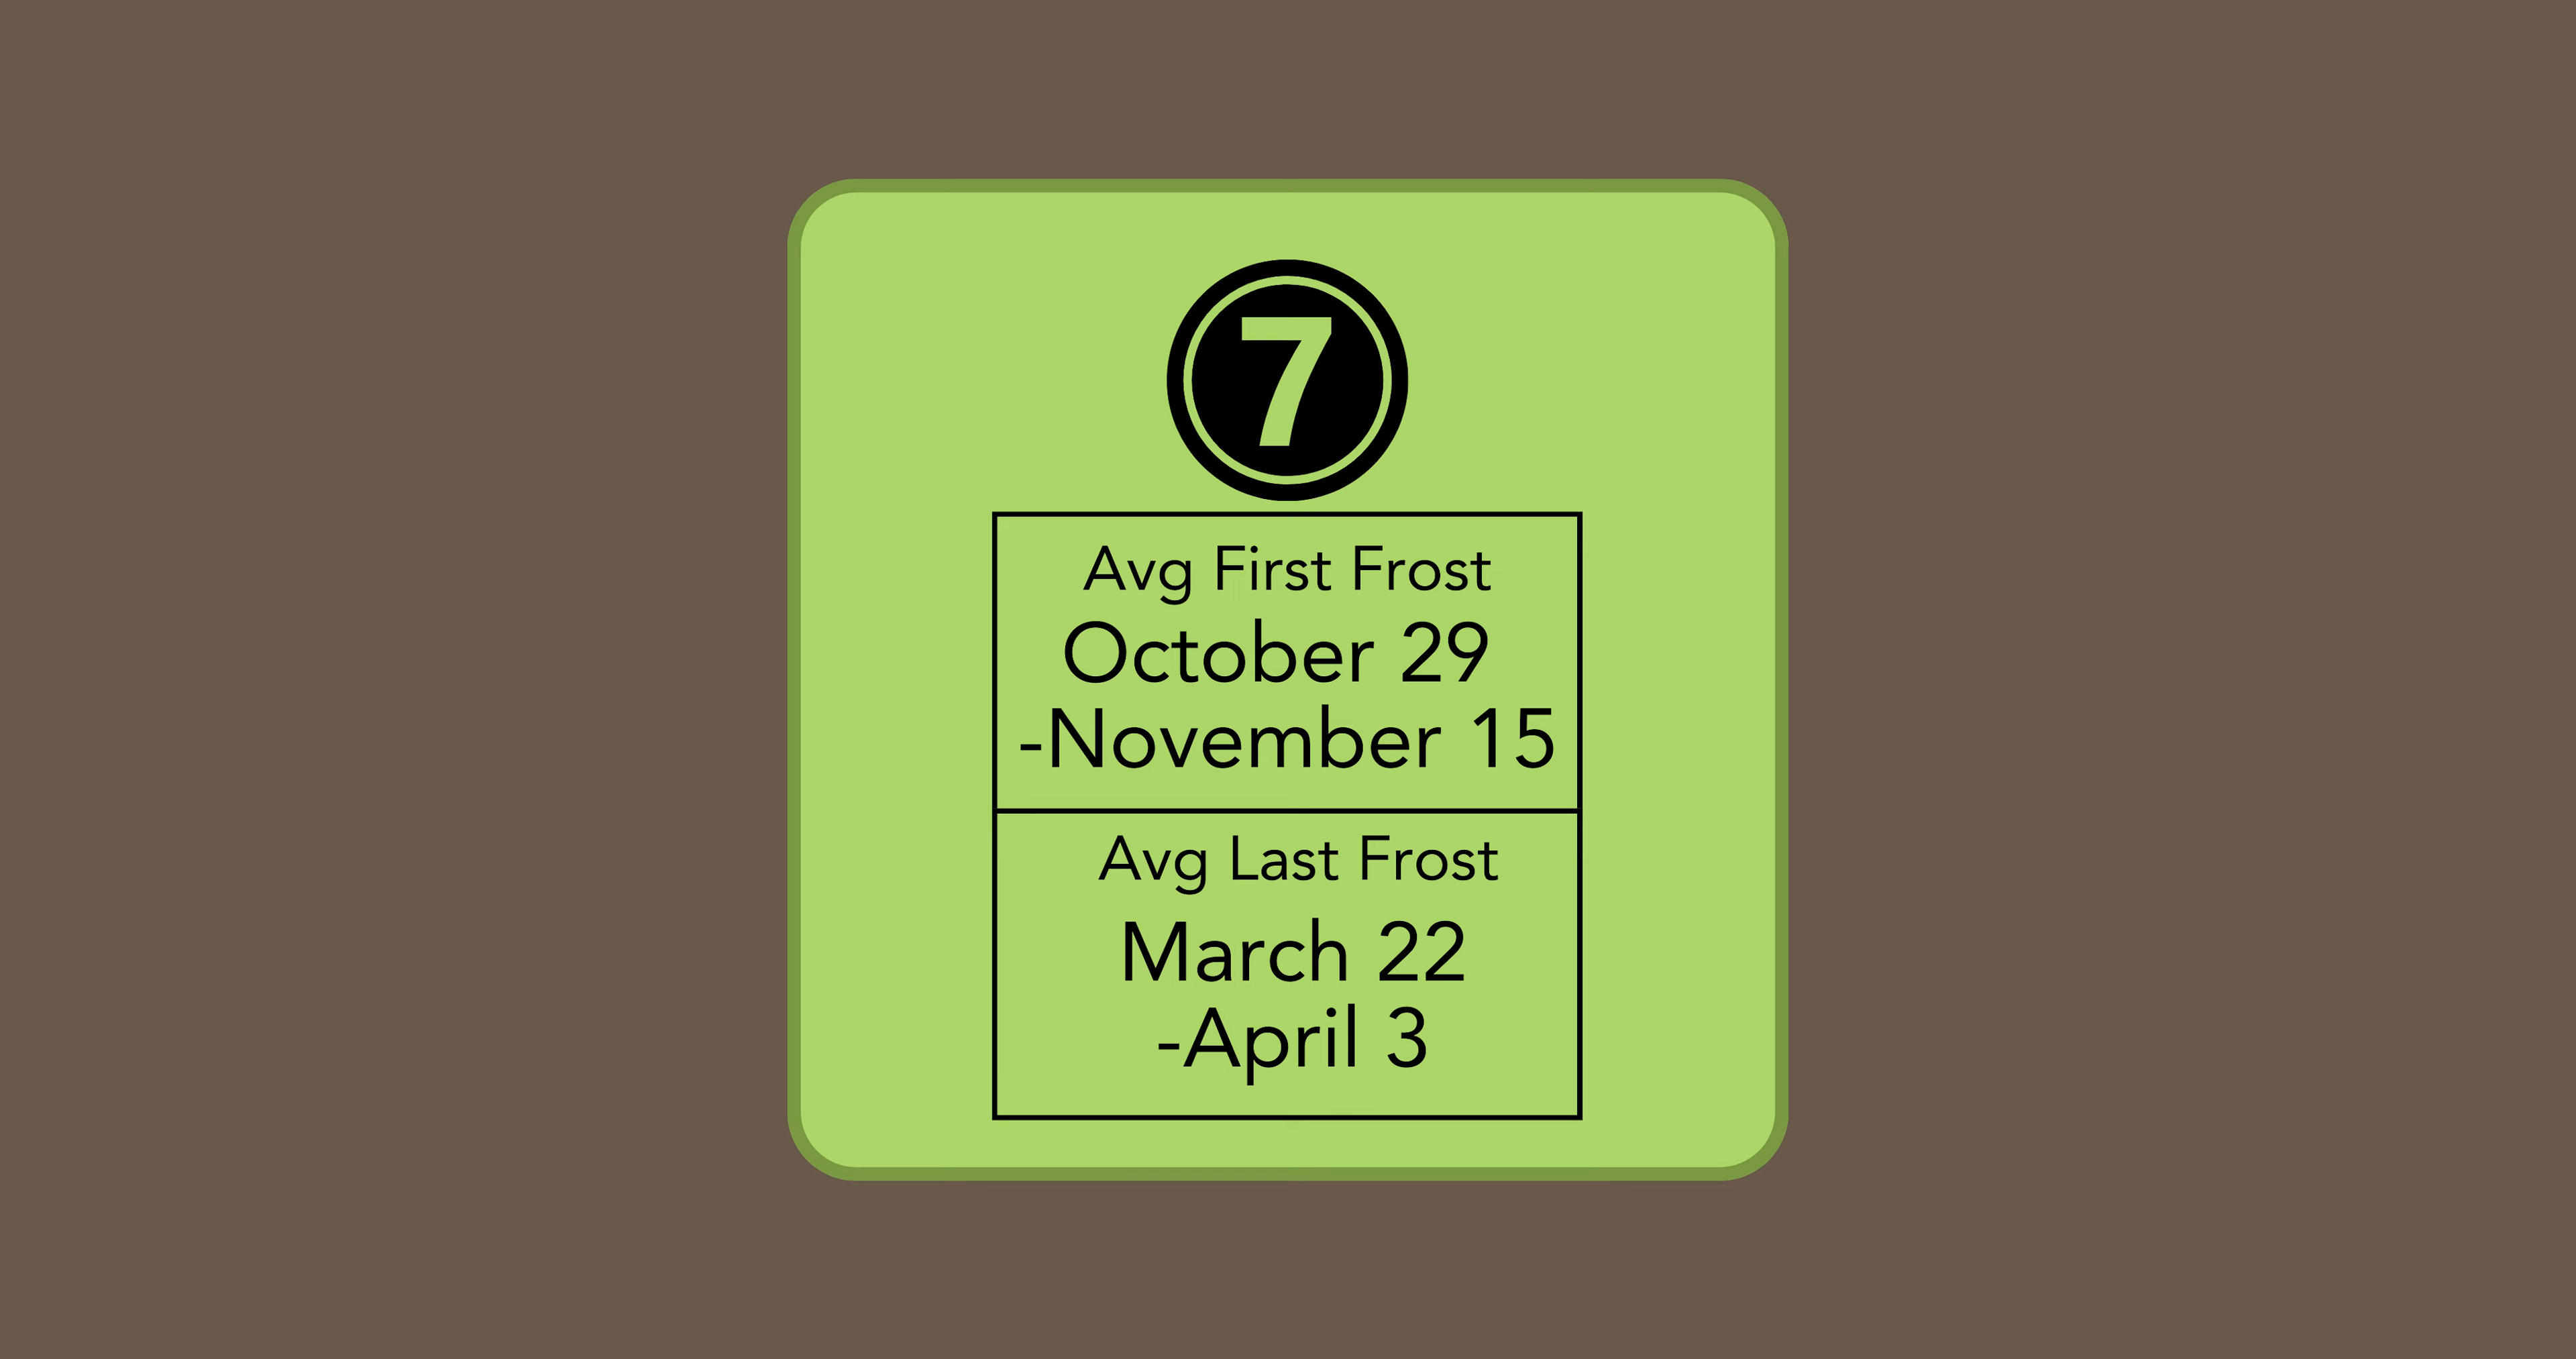 7
Avg First Frost
October 29
-November 15
Avg Last Frost
March 22
-April 3